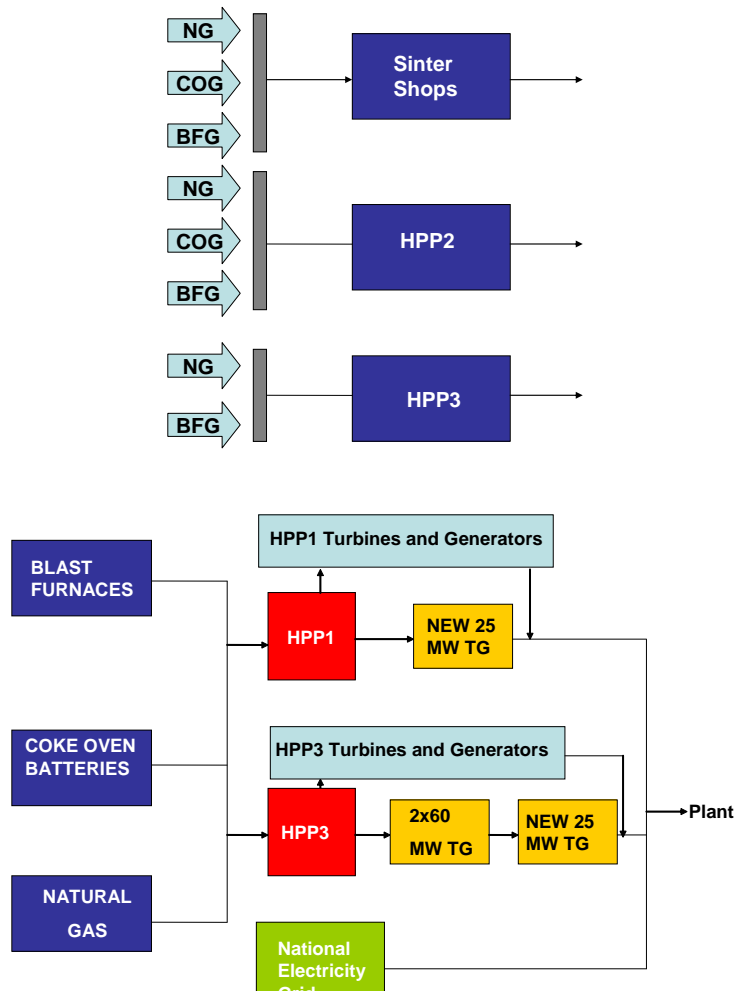 NG
COG
BFG
Sinter
Shops
NG
COG
BFG
HPP2
NG
BFG
HPP3
BLAST
FURNACES
COKE OVEN
BATTERIES
NATURAL
GAS
HPP1 Turbines and Generators
HPP1
NEW 25
MW TG
HPP3 Turbines and Generators
HPP3
2x60
MW TG
NEW 25
MW TG
Plant
National
Electricity
Grid